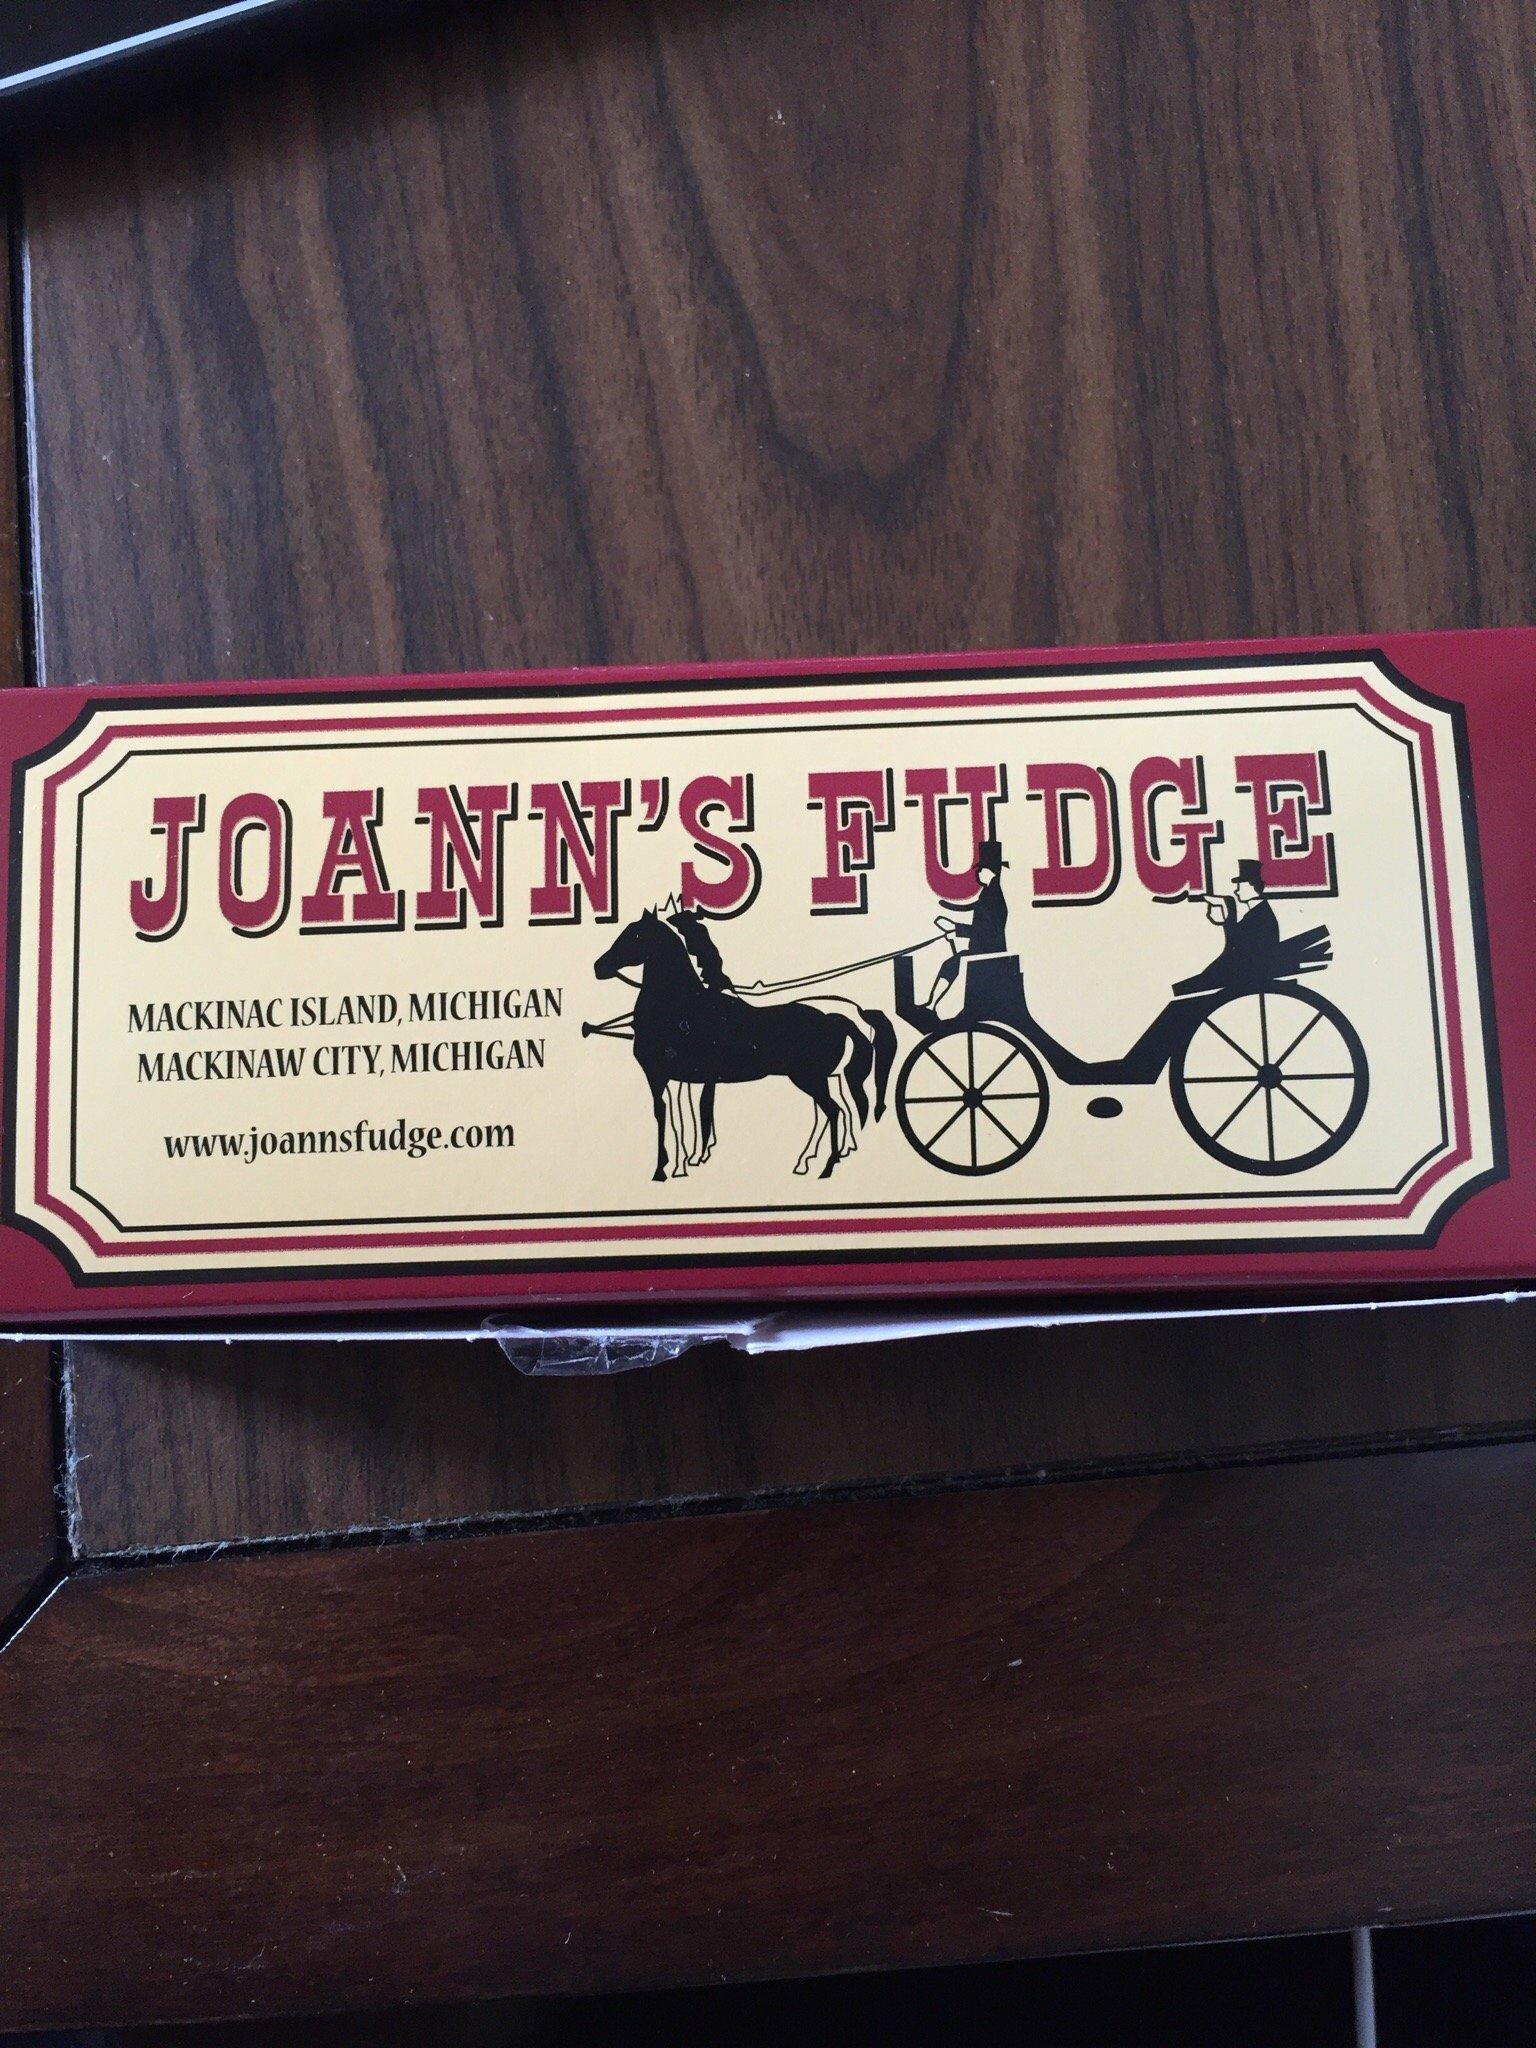 JOANN'S FUDGE
MACKINAC ISLAND, MICHIGAN
MACKINAW CITY, MICHIGAN
www.joannsfudge.com